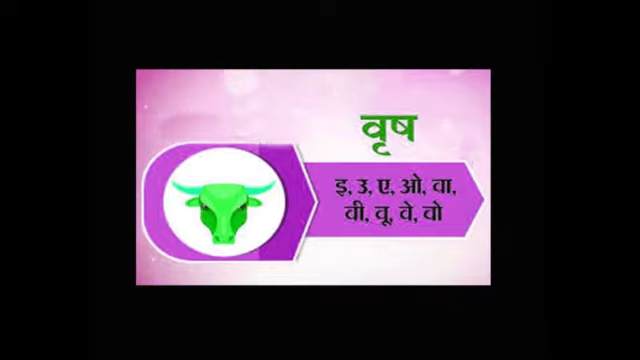 वृष
इ, उ, ए, ओ, वा,
वी, वू, वे, वो